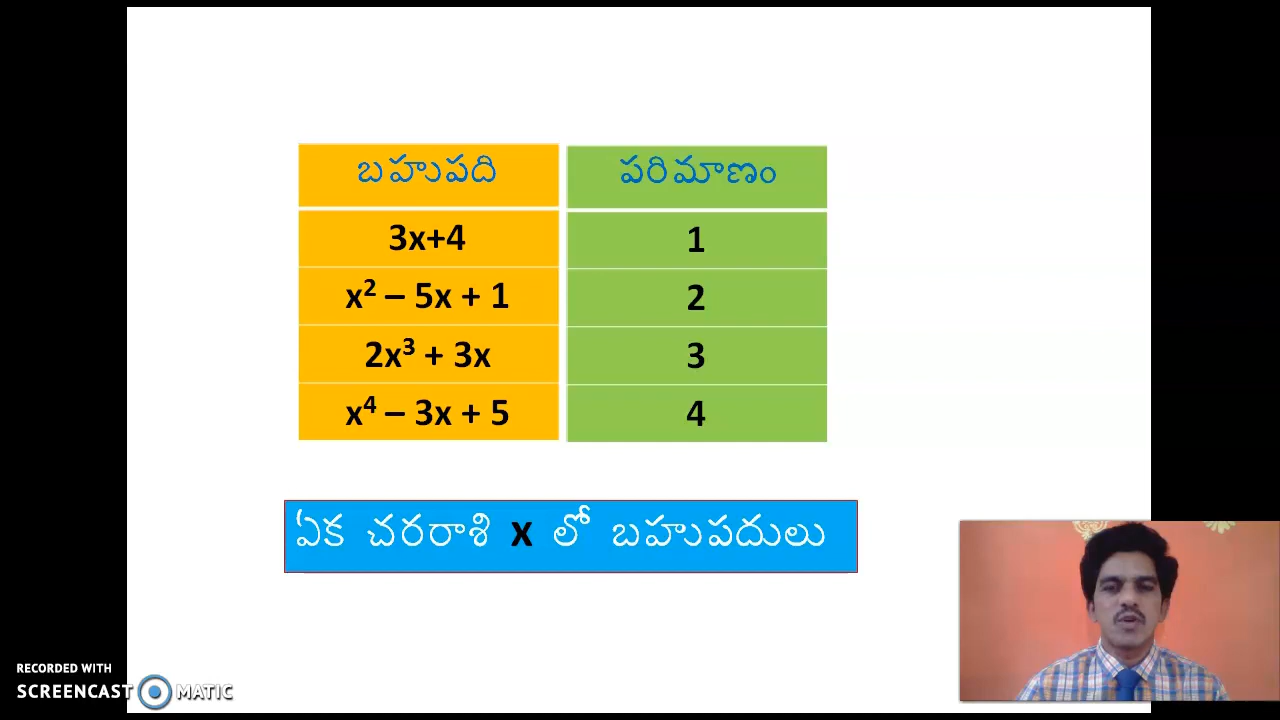 బహుపది పరిమాణం
3x+4 1
x² – 5x + 1 2
2x³ + 3x 3
x⁴ – 3x + 5 4
ఏక చరరాశి x లో బహుపదులు
RECORDED WITH
SCREENCAST MATIC